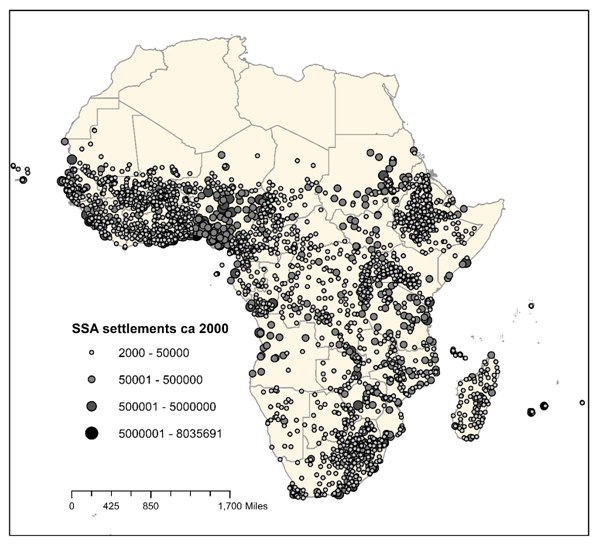 SSA settlements ca 2000
2000 - 50000
50001 - 500000
500001 - 5000000
5000001 - 8035691
0 425 850 1,700 Miles